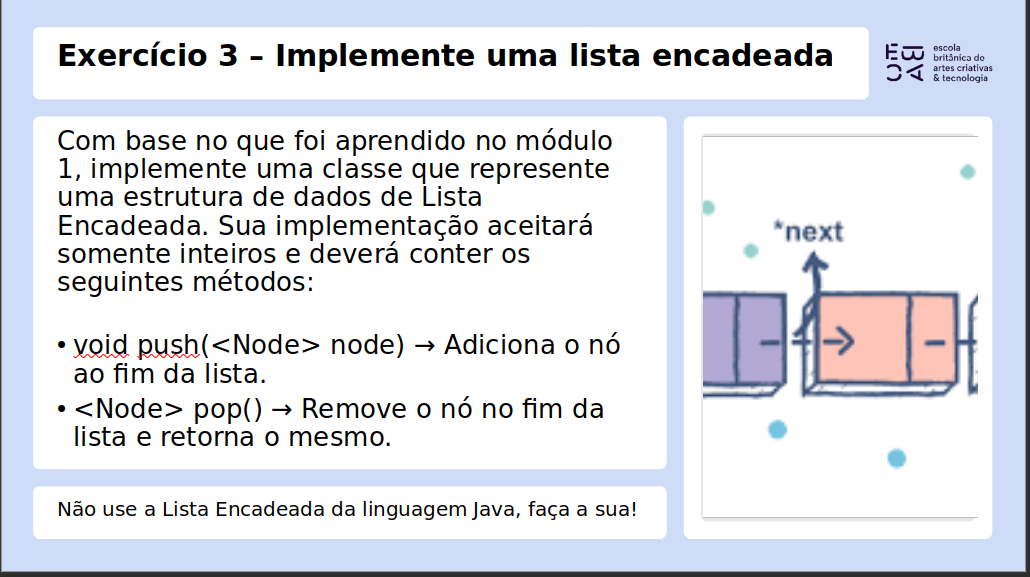 Exercício 3 – Implemente uma lista encadeada
escola
britânica de
artes criativas
& tecnologia
Com base no que foi aprendido no módulo
1, implemente uma classe que represente
uma estrutura de dados de Lista
Encadeada. Sua implementação aceitará
somente inteiros e deverá conter os
seguintes métodos:
• void push(<Node> node) → Adiciona o nó
ao fim da lista.
• <Node> pop() → Remove o nó no fim da
lista e retorna o mesmo.
*next
Não use a Lista Encadeada da linguagem Java, faça a sua!